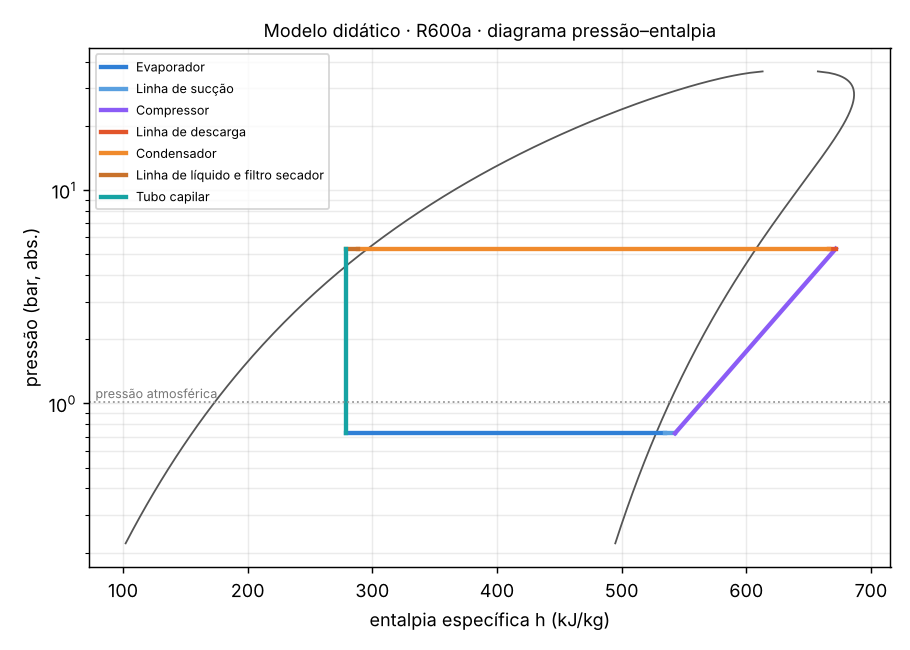 Modelo didático · R600a · diagrama pressão–entalpia
Evaporador
Linha de sucção
Compressor
Linha de descarga
Condensador
Linha de líquido e filtro secador
Tubo capilar
pressão (bar, abs.)
10¹
10⁰
pressão atmosférica
100 200 300 400 500 600 700
entalpia específica h (kJ/kg)